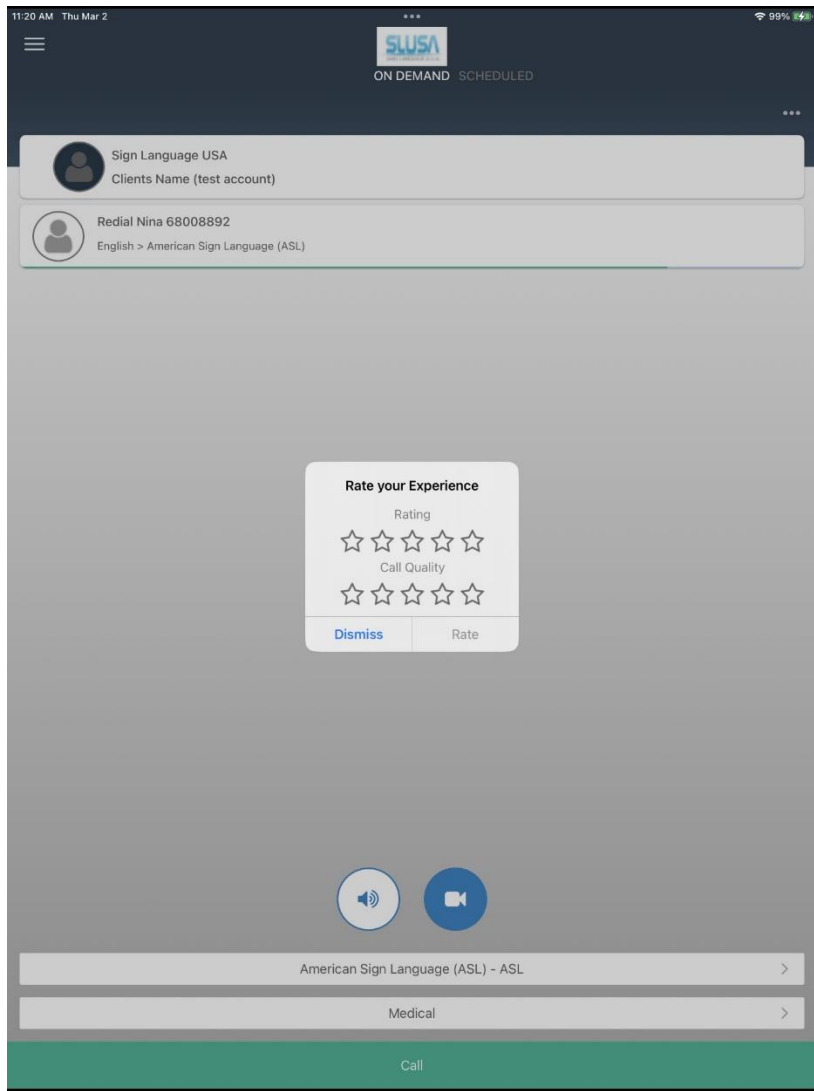 11:20 AM Thu Mar 2
99%
SLUSA
ON DEMAND SCHEDULED
Sign Language USA
Clients Name (test account)
Redial Nina 68008892
English > American Sign Language (ASL)
Rate your Experience
Rating
Call Quality
Dismiss Rate
American Sign Language (ASL) - ASL
Medical
Call